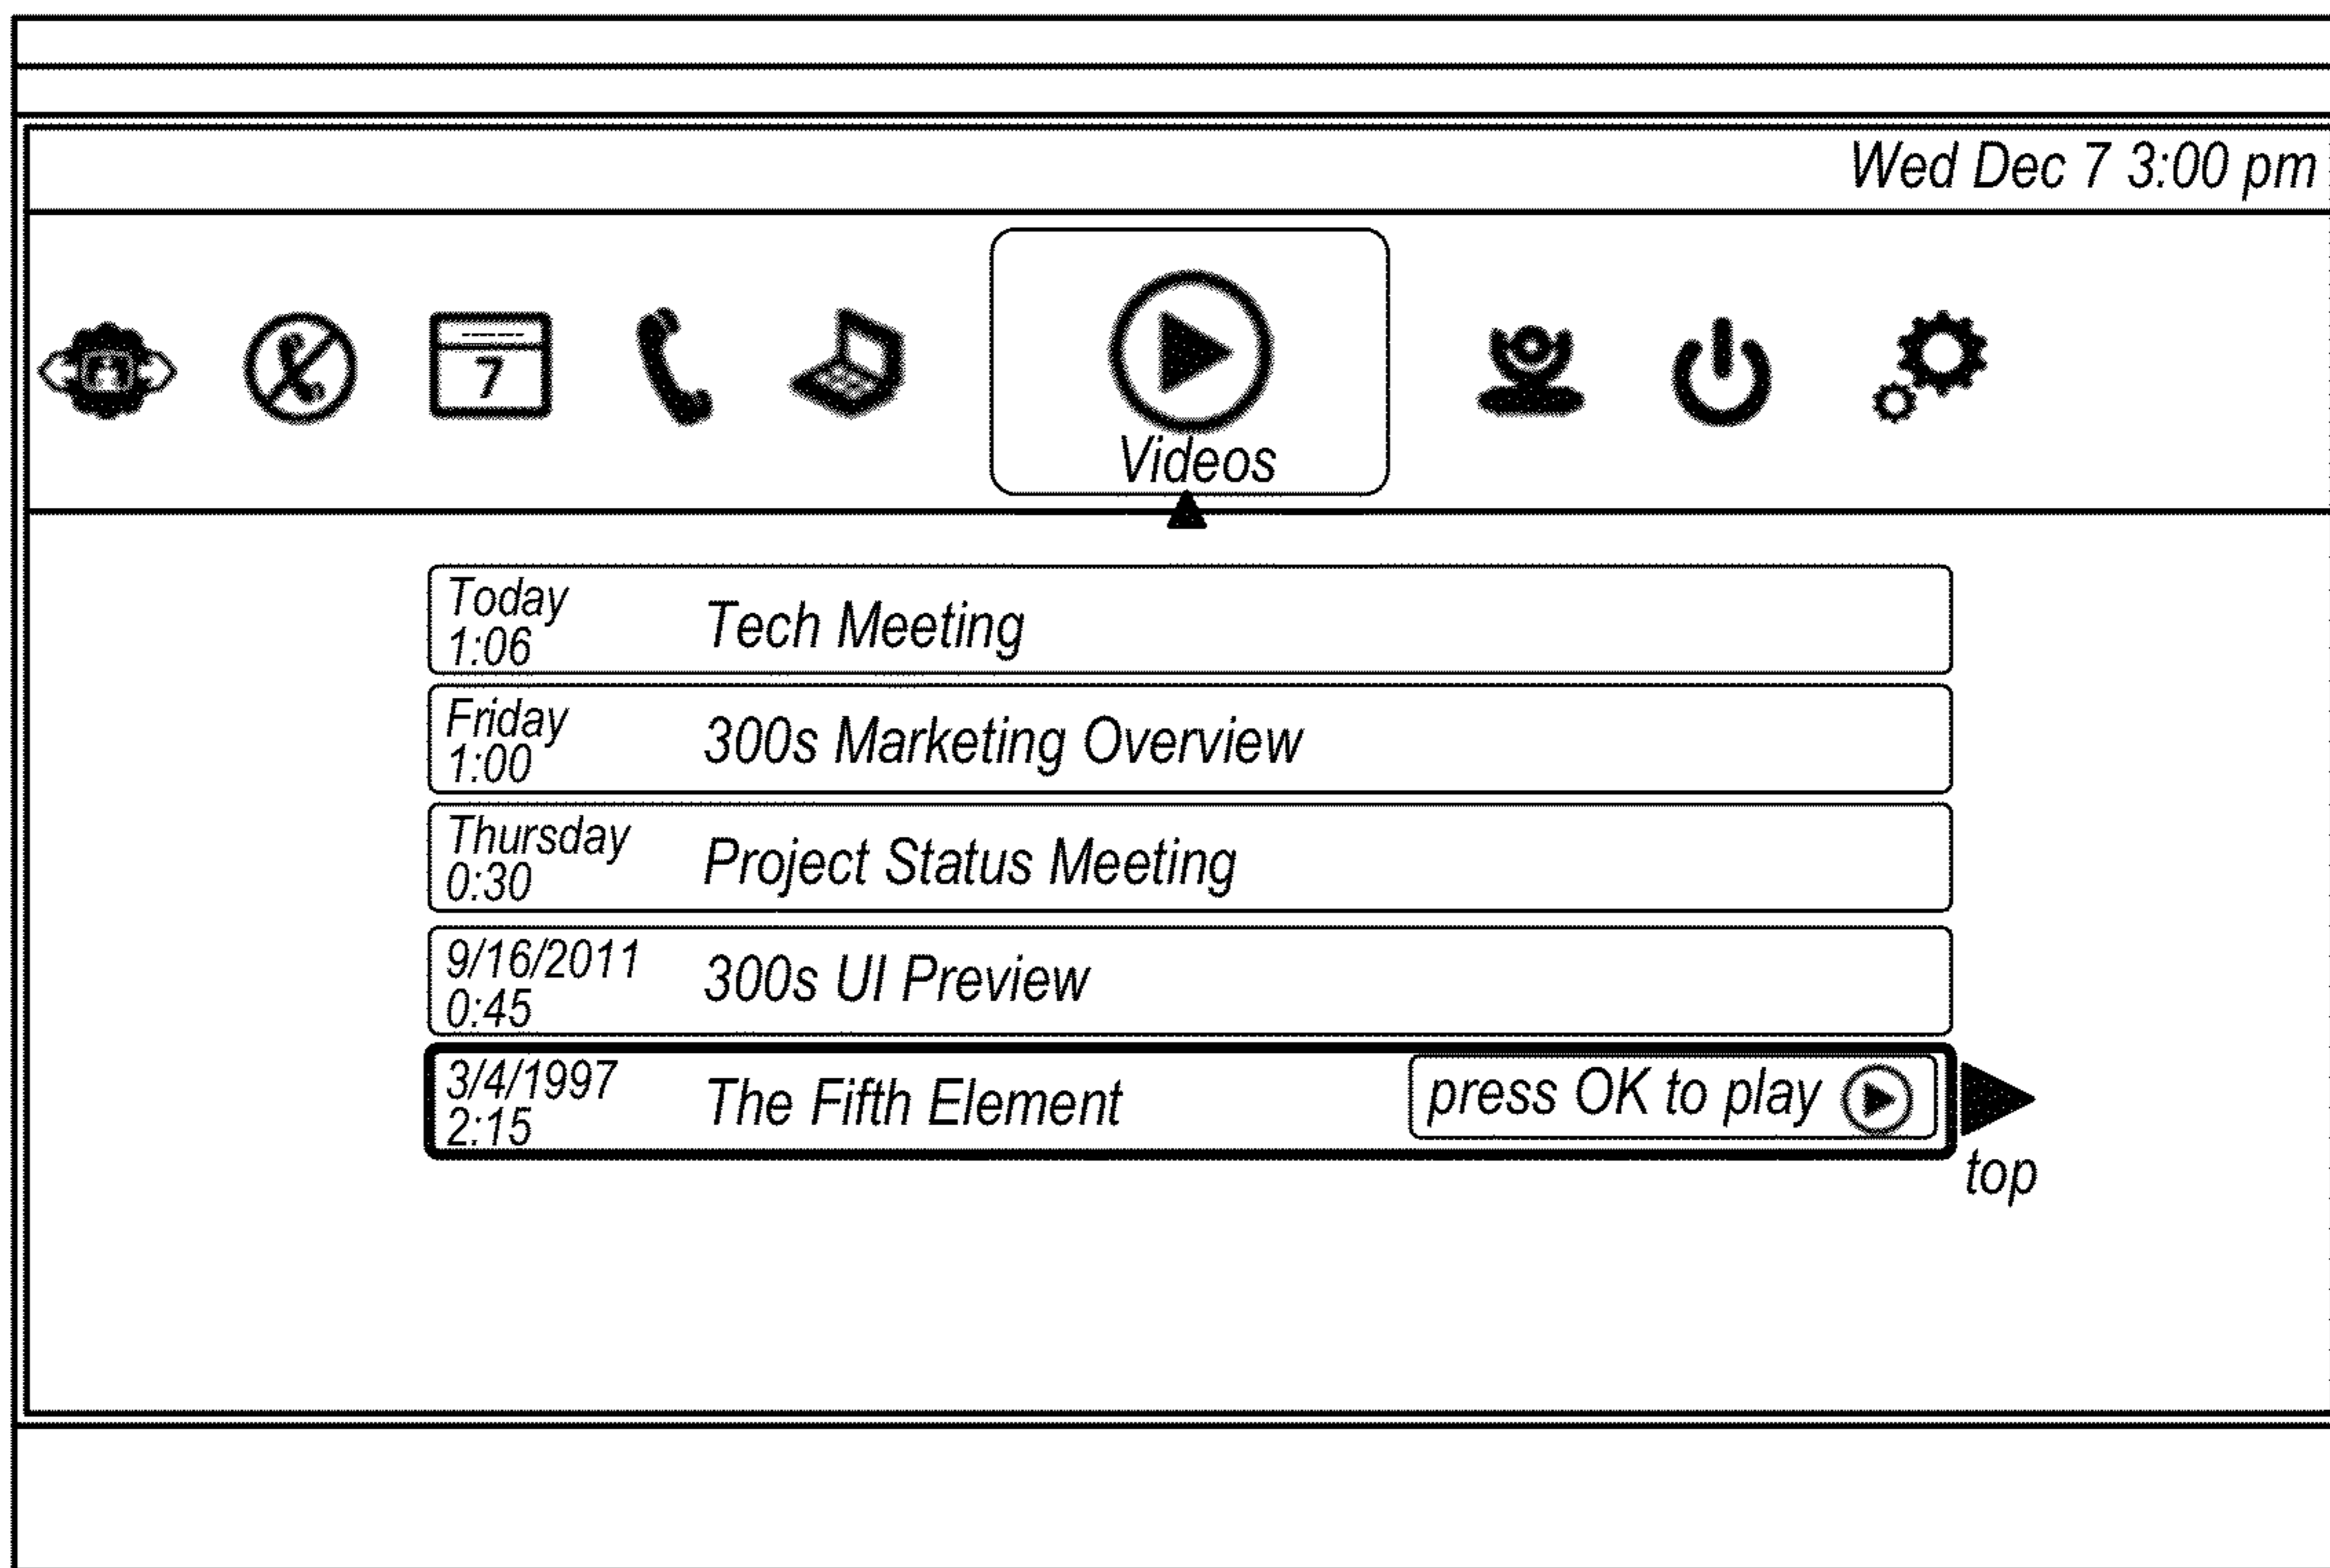 Wed Dec 7 3:00 pm
7
Videos
Today
1:06
Tech Meeting
Friday
1:00
300s Marketing Overview
Thursday
0:30
Project Status Meeting
9/16/2011
0:45
300s UI Preview
3/4/1997
2:15
The Fifth Element
press OK to play
top